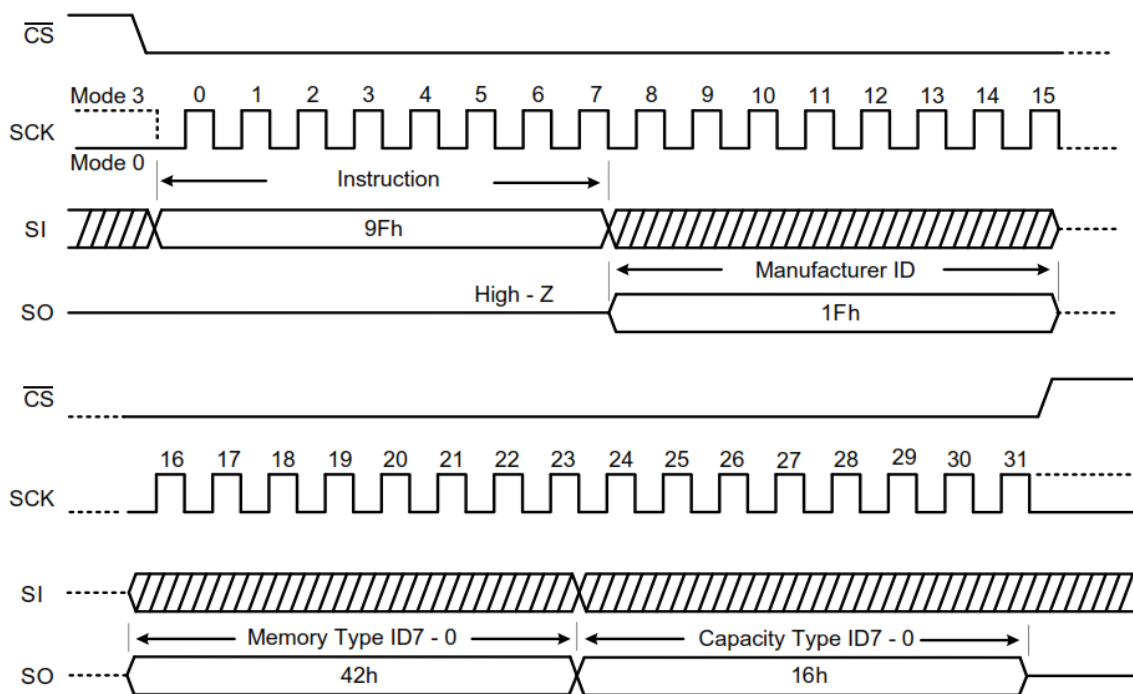 CS
Mode 3 0 1 2 3 4 5 6 7 8 9 10 11 12 13 14 15
SCK
Mode 0
Instruction
SI 9Fh
Manufacturer ID
High - Z
SO 1Fh
CS
16 17 18 19 20 21 22 23 24 25 26 27 28 29 30 31
SCK
SI
Memory Type ID7 - 0 Capacity Type ID7 - 0
SO 42h 16h